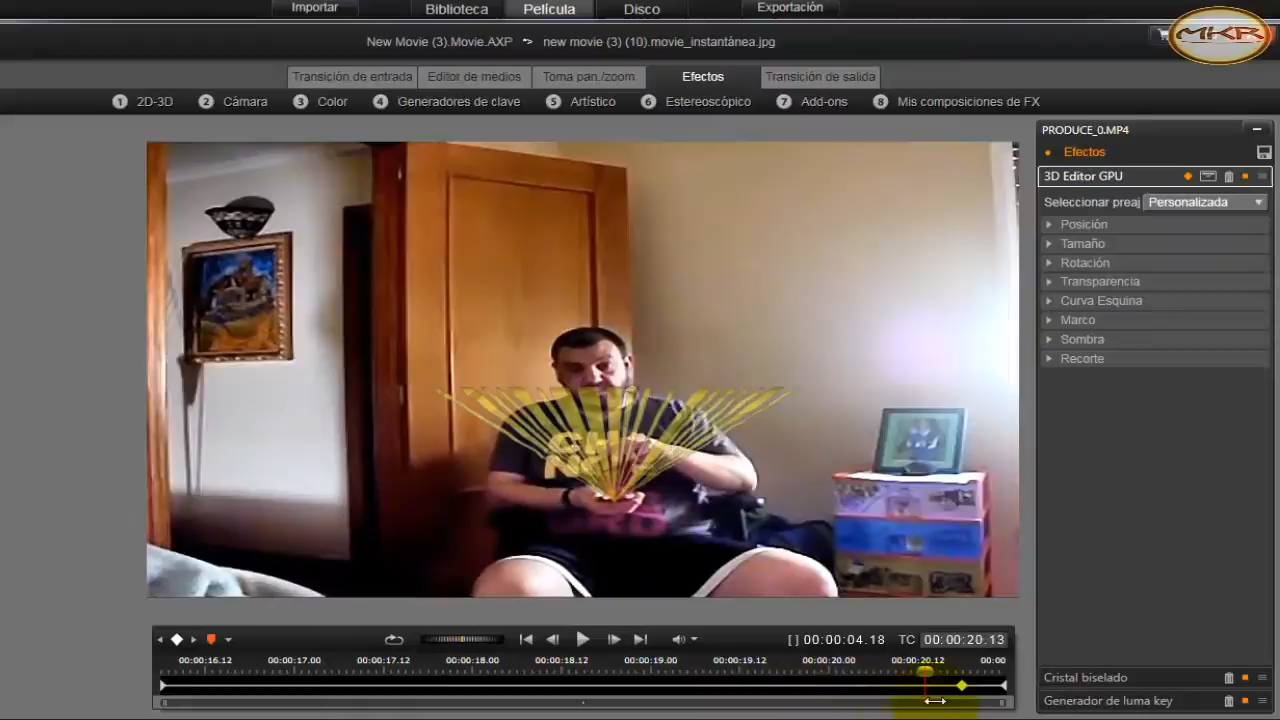 Importar Biblioteca Película Disco Exportación
New Movie (3).Movie.AXP new movie (3) (10).movie_instantánea.jpg
MKR
Transición de entrada Editor de medios Toma pan./zoom Efectos Transición de salida
1 2D-3D 2 Cámara 3 Color 4 Generadores de clave 5 Artístico 6 Estereoscópico 7 Add-ons 8 Mis composiciones de FX
PRODUCE_0.MP4
Efectos
3D Editor GPU
Seleccionar preaj Personalizada
Posición
Tamaño
Rotación
Transparencia
Curva Esquina
Marco
Sombra
Recorte
[ ] 00:00:04.18 TC 00:00:20.13
00:00:16.12 00:00:17.00 00:00:17.12 00:00:18.00 00:00:18.12 00:00:19.00 00:00:19.12 00:00:20.00 00:00:20.12 00:00
Cristal biselado
Generador de luma key